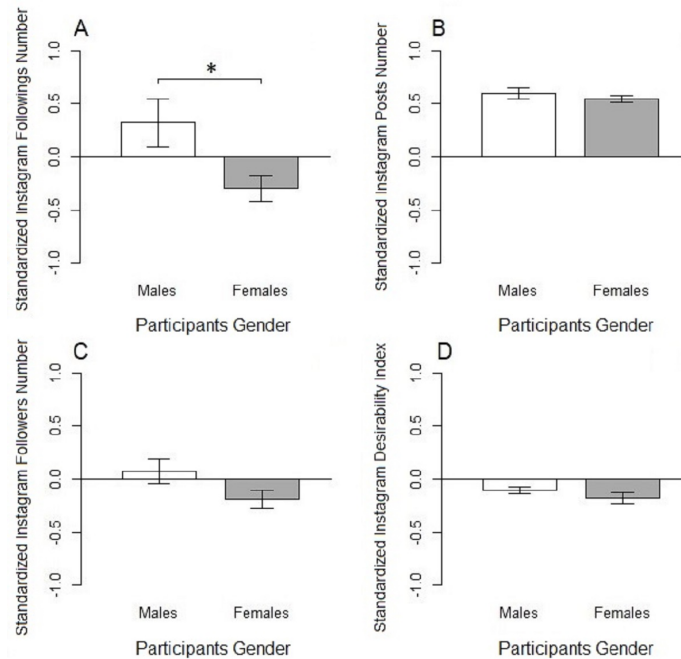 A
Standardized Instagram Followings Number
1.0
0.5
0.0
-0.5
-1.0
*
Males Females
Participants Gender
B
Standardized Instagram Posts Number
1.0
0.5
0.0
-0.5
-1.0
Males Females
Participants Gender
C
Standardized Instagram Followers Number
1.0
0.5
0.0
-0.5
-1.0
Males Females
Participants Gender
D
Standardized Instagram Desirability Index
1.0
0.5
0.0
-0.5
-1.0
Males Females
Participants Gender